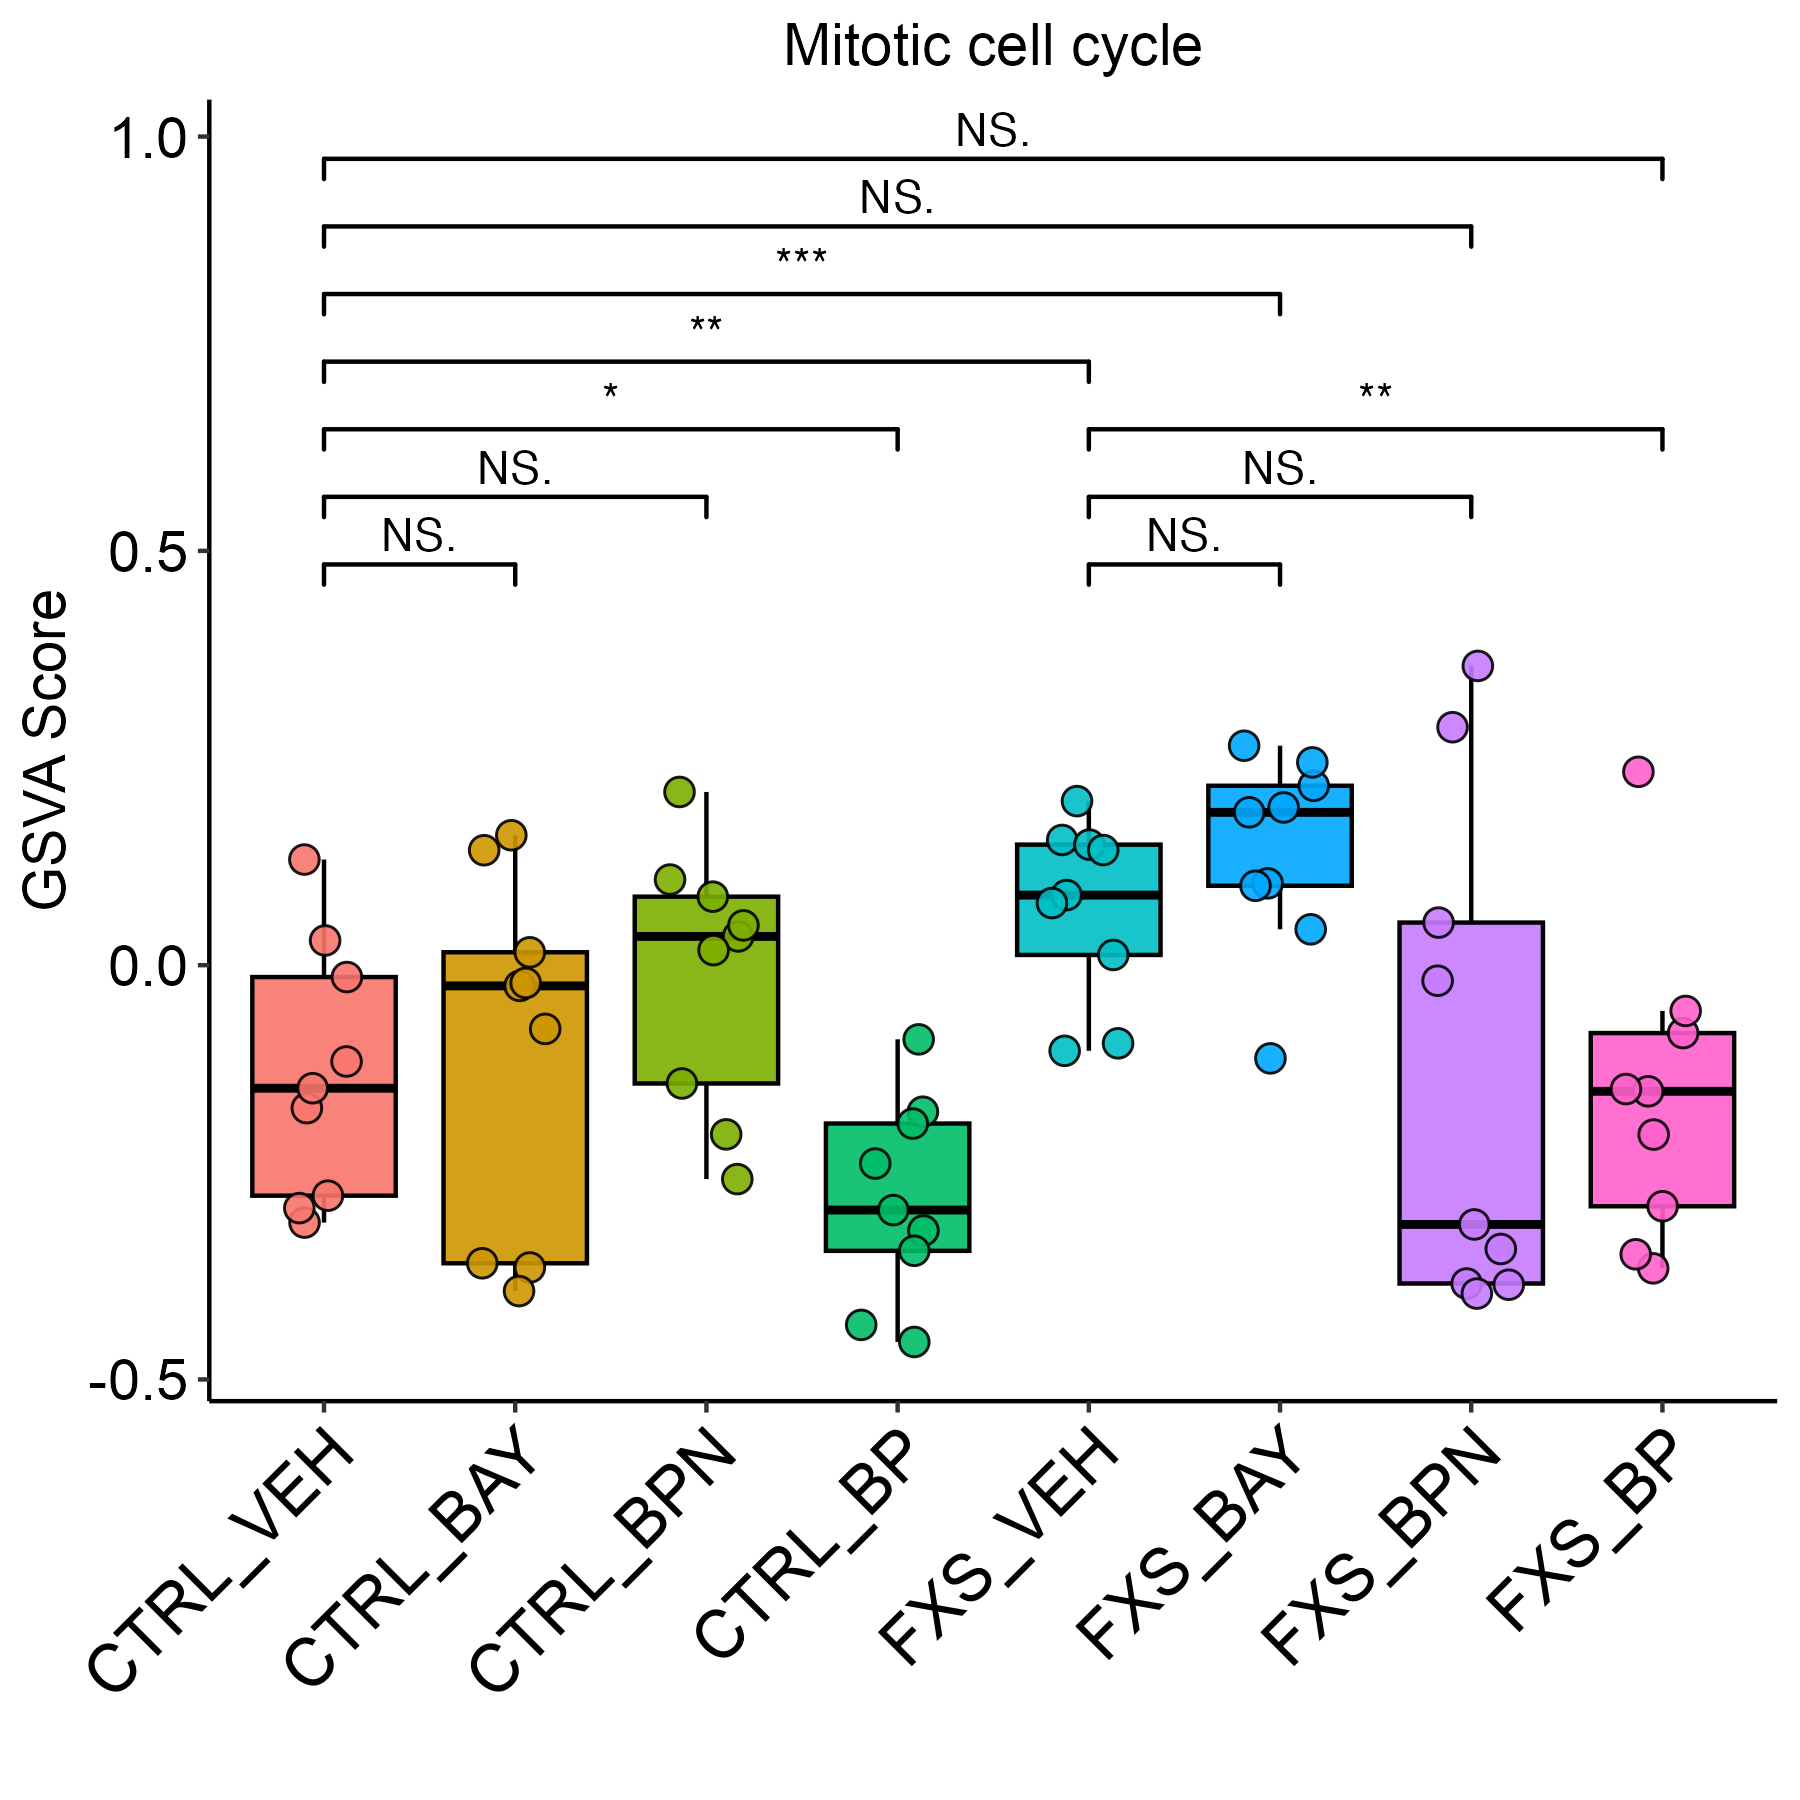 Mitotic cell cycle
1.0
0.5
0.0
-0.5
GSVA Score
NS.
NS.
***
**
*
**
NS.
NS.
NS.
NS.
CTRL_VEH
CTRL_BAY
CTRL_BPN
CTRL_BP
FXS_VEH
FXS_BAY
FXS_BPN
FXS_BP